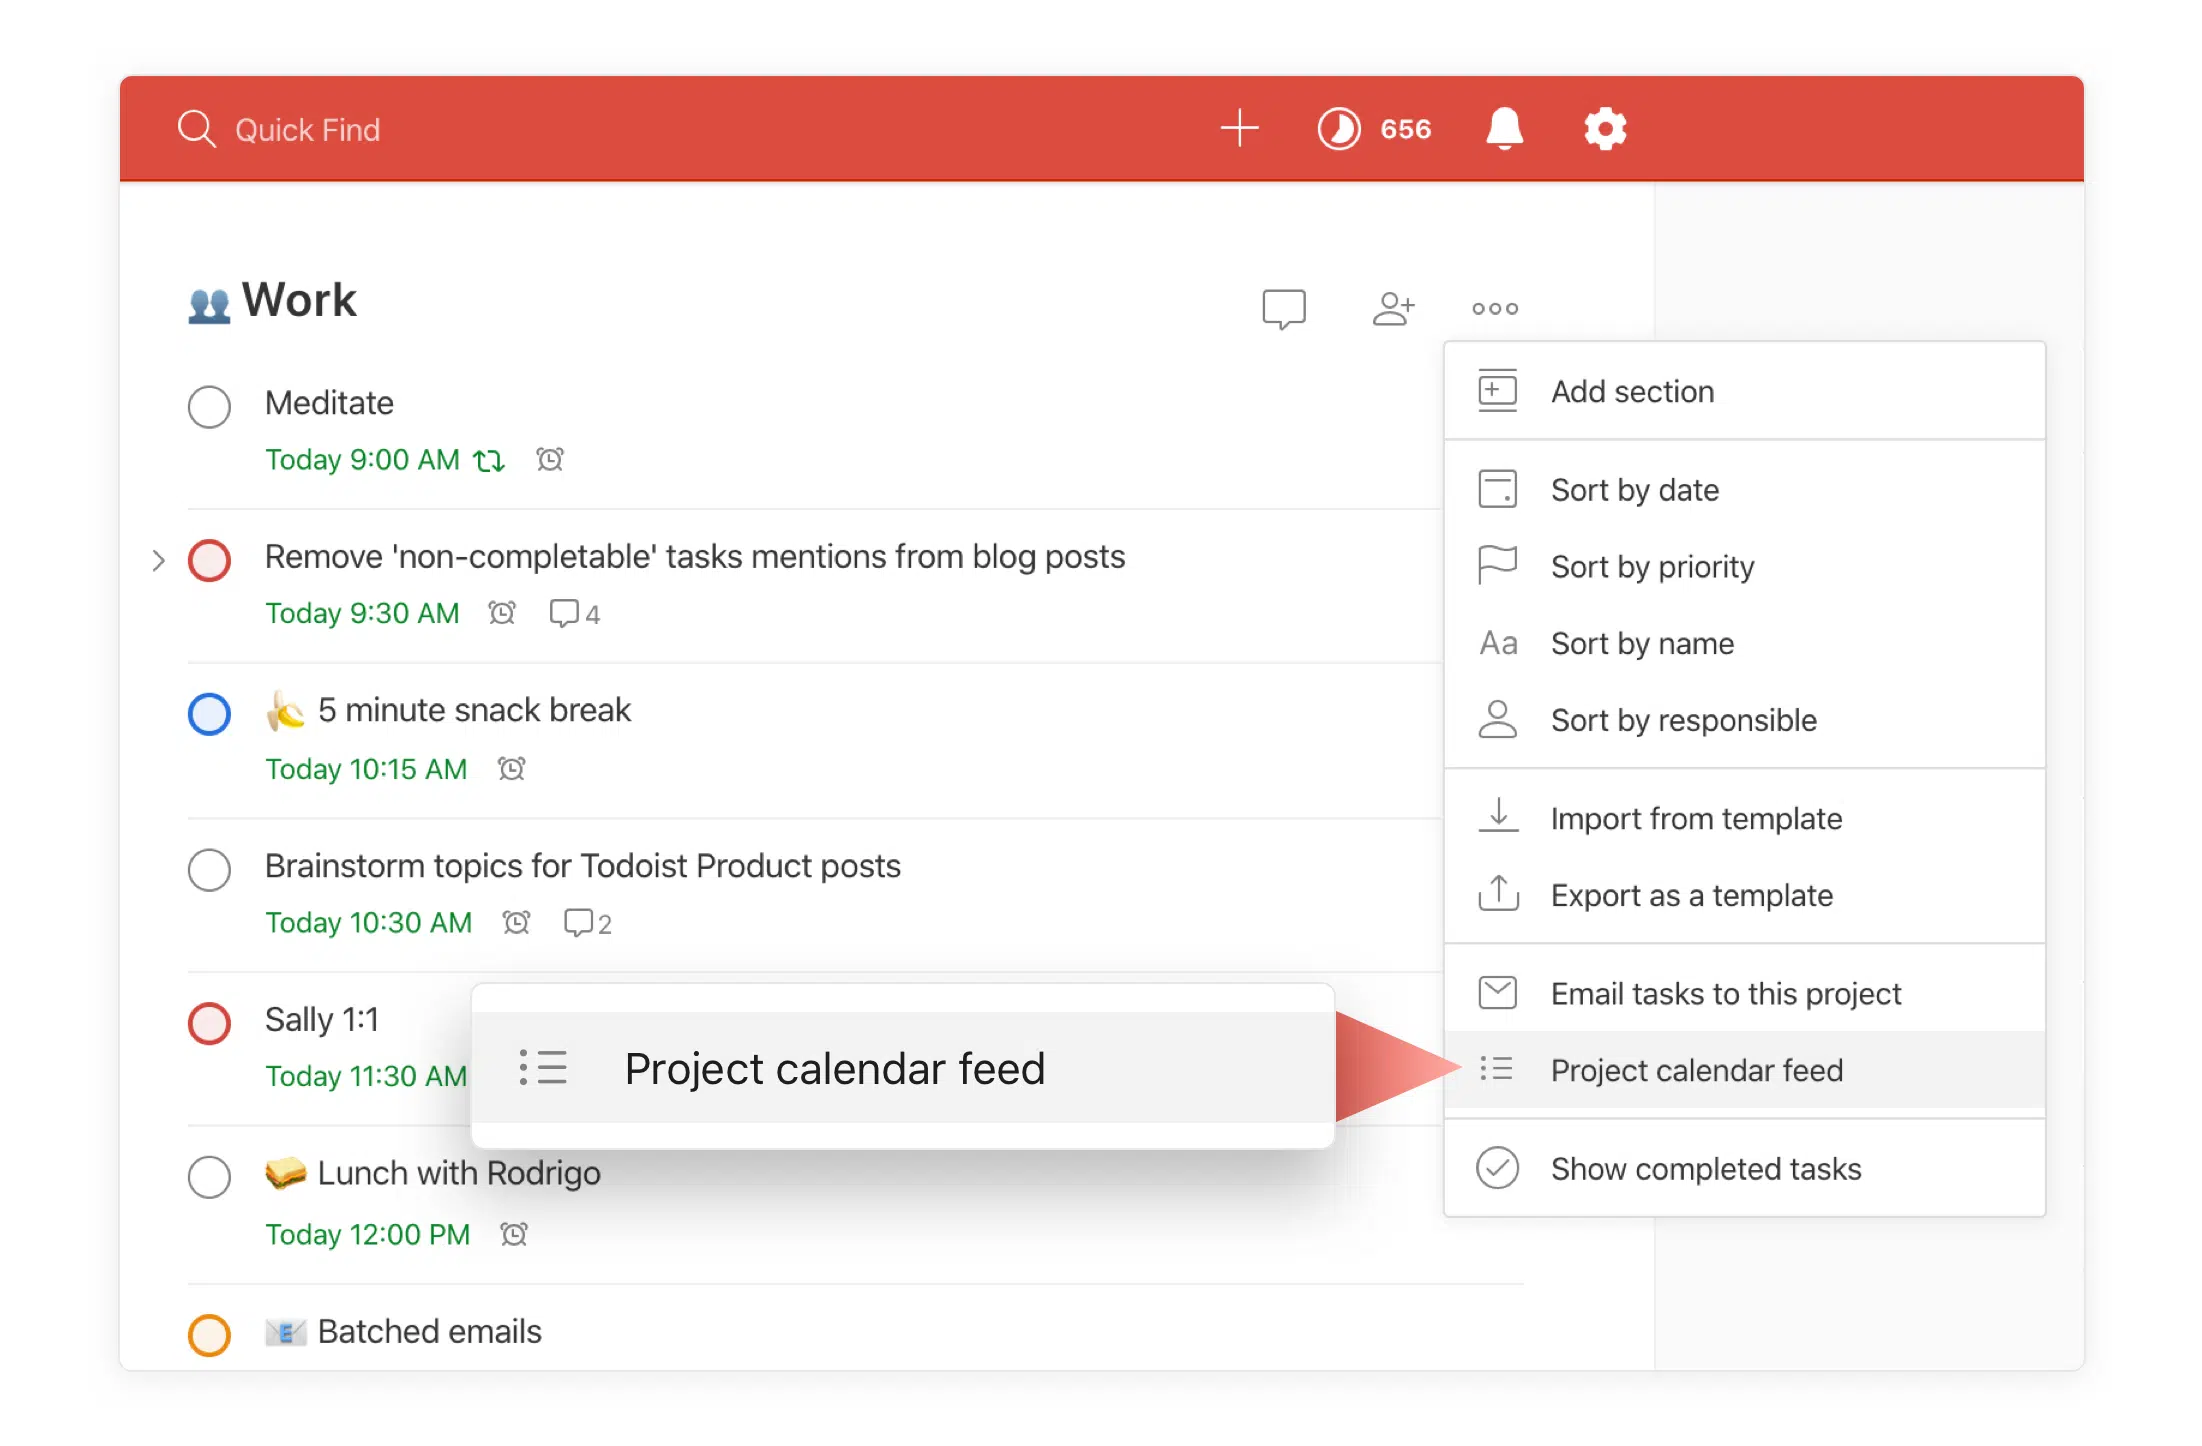 Quick Find
656
Work
Meditate
Today 9:00 AM
Remove 'non-completable' tasks mentions from blog posts
Today 9:30 AM 4
5 minute snack break
Today 10:15 AM
Brainstorm topics for Todoist Product posts
Today 10:30 AM 2
Sally 1:1
Today 11:30 AM
Lunch with Rodrigo
Today 12:00 PM
Batched emails
Project calendar feed
Add section
Sort by date
Sort by priority
Aa Sort by name
Sort by responsible
Import from template
Export as a template
Email tasks to this project
Project calendar feed
Show completed tasks